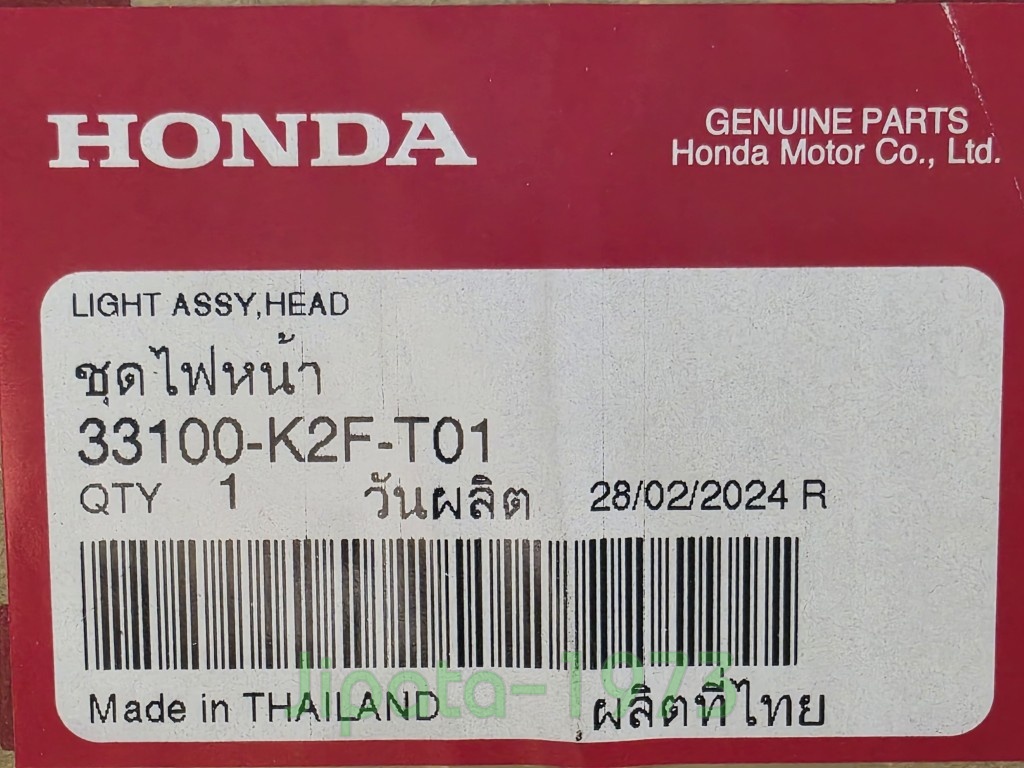 HONDA
GENUINE PARTS
Honda Motor Co., Ltd.
LIGHT ASSY,HEAD
ชุดไฟหน้า
33100-K2F-T01
QTY 1 วันผลิต 28/02/2024 R
Jipata-1973
Made in THAILAND ผลิตที่ไทย